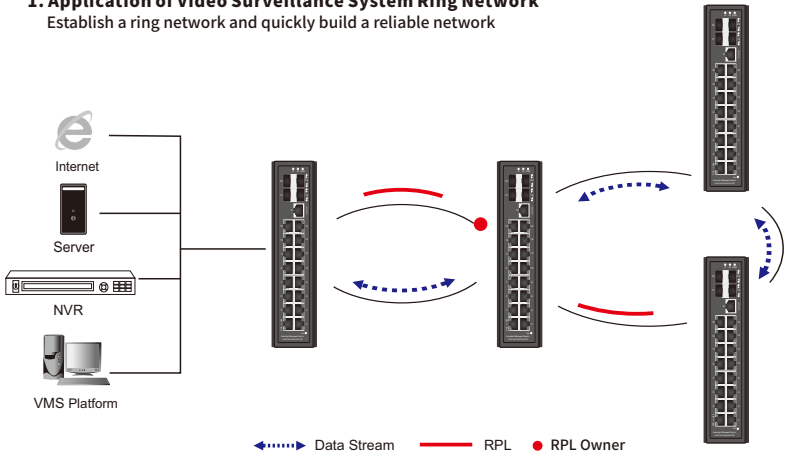 1. Application of Video Surveillance System Ring Network
Establish a ring network and quickly build a reliable network
Internet
Server
NVR
VMS Platform
Data Stream
RPL
RPL Owner